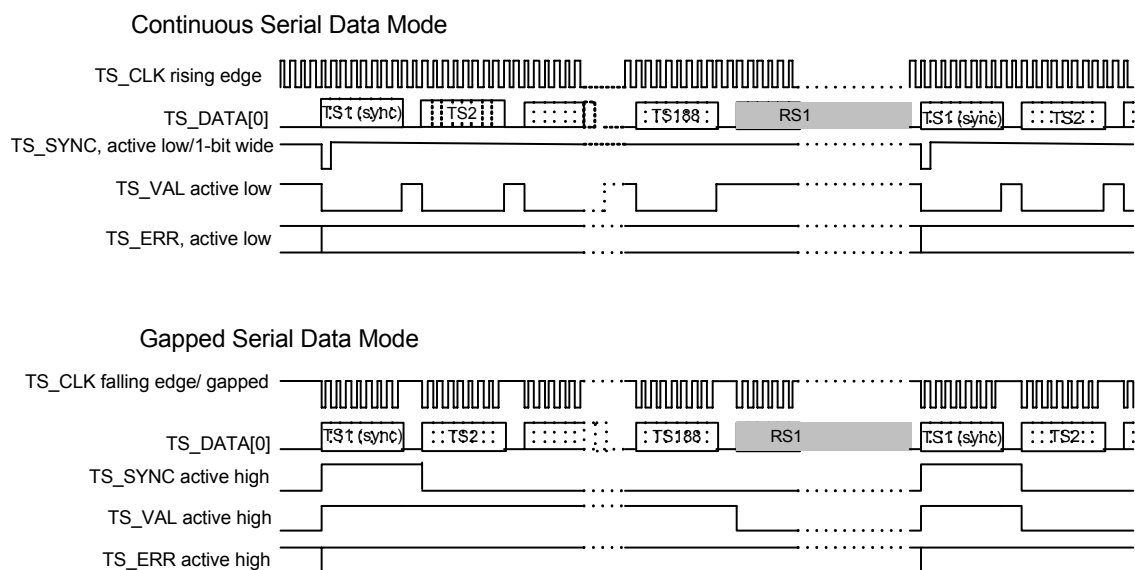 Continuous Serial Data Mode
TS_CLK rising edge
TS_DATA[0] TS1 (sync) TS2 TS188 RS1 TS1 (sync) TS2
TS_SYNC, active low/1-bit wide
TS_VAL active low
TS_ERR, active low
Gapped Serial Data Mode
TS_CLK falling edge/ gapped
TS_DATA[0] TS1 (sync) TS2 TS188 RS1 TS1 (sync) TS2
TS_SYNC active high
TS_VAL active high
TS_ERR active high